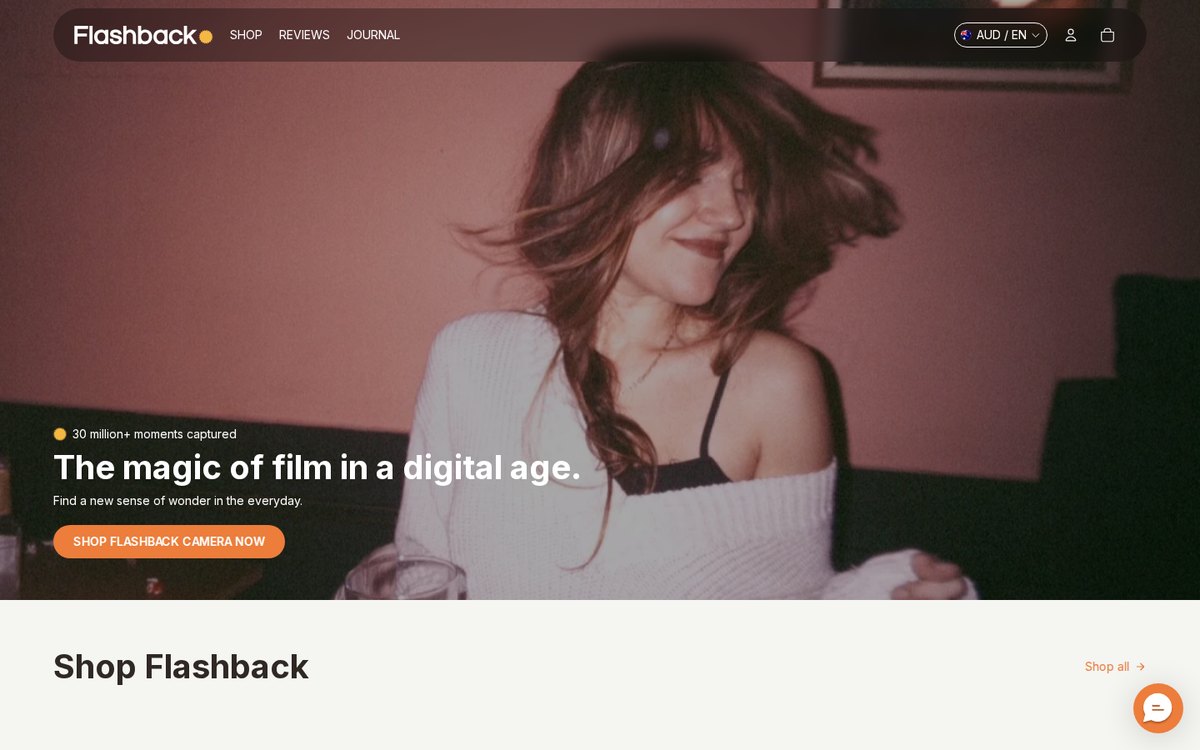 Flashback
SHOP
REVIEWS
JOURNAL
AUD / EN
30 million+ moments captured
The magic of film in a digital age.
Find a new sense of wonder in the everyday.
SHOP FLASHBACK CAMERA NOW
Shop Flashback
Shop all →